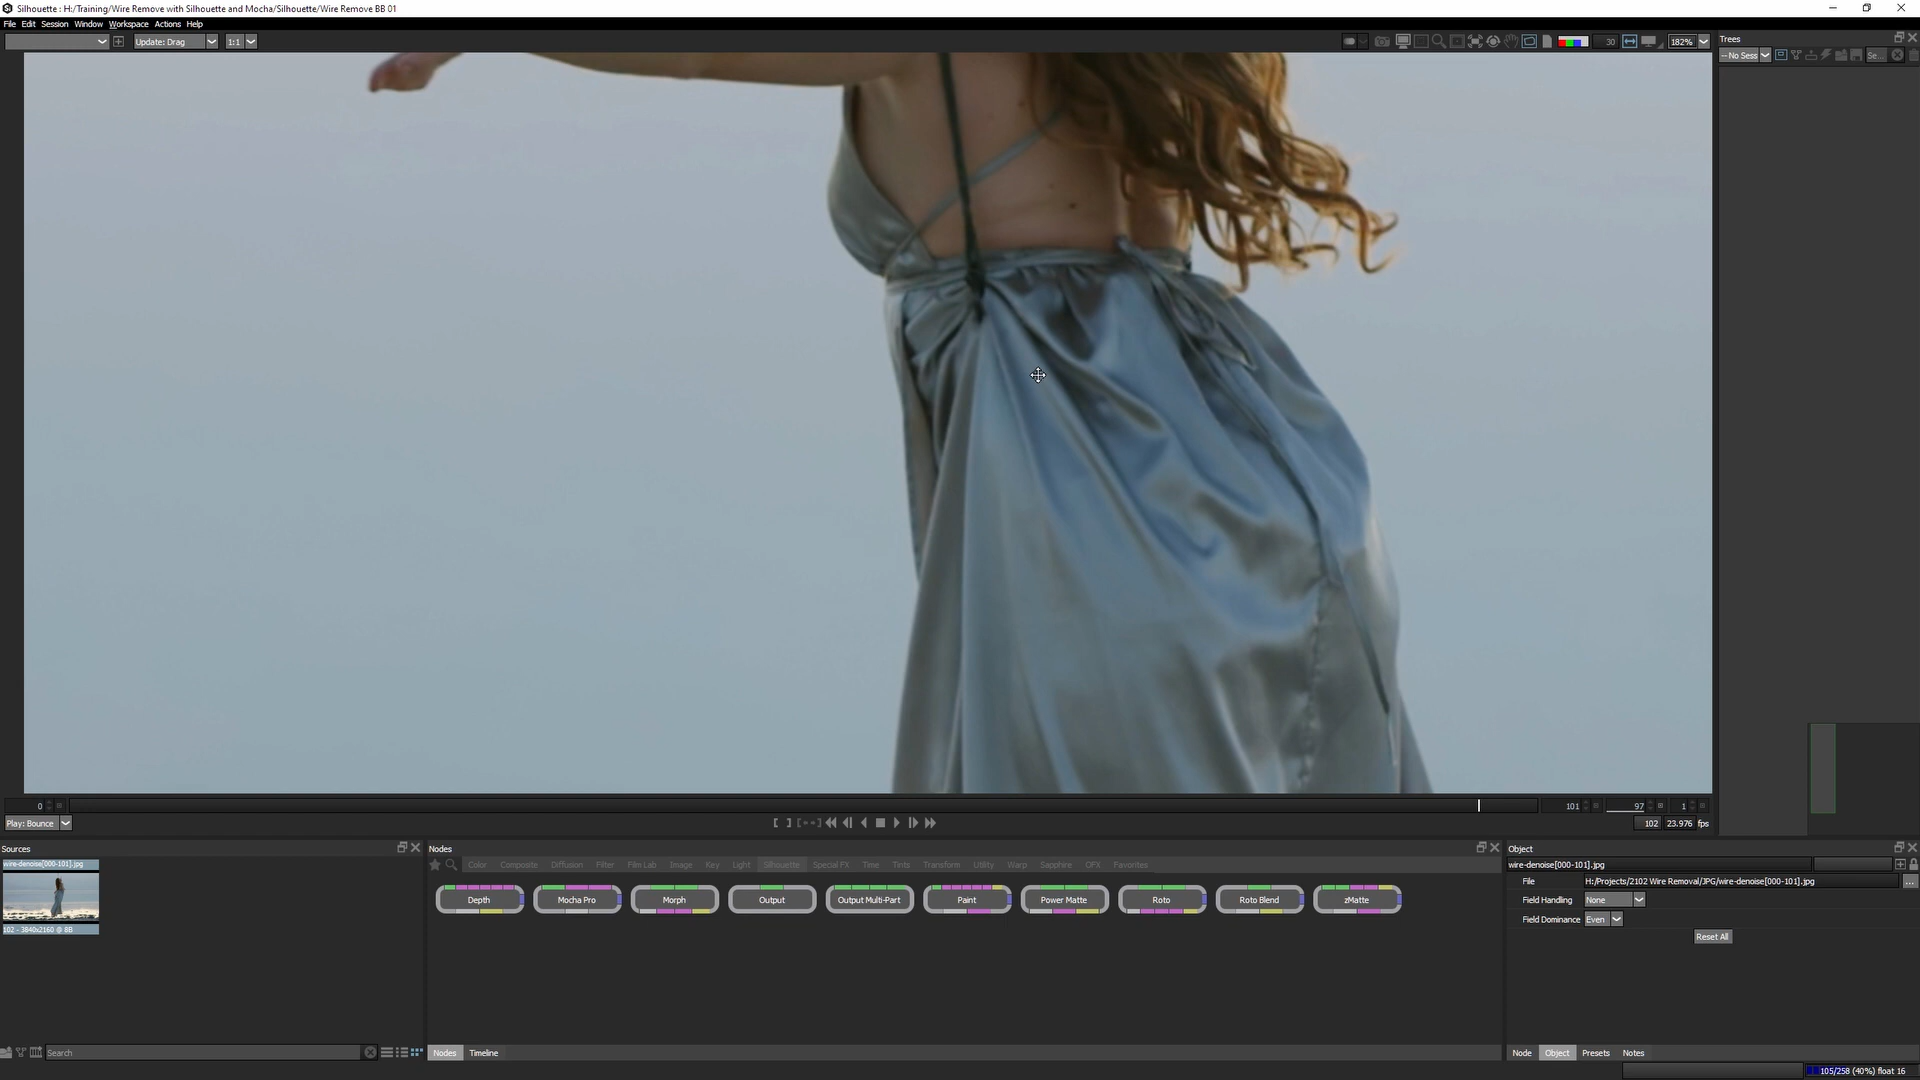 Silhouette : H:/Training/Wire Remove with Silhouette and Mocha/Silhouette/Wire Remove BB 01
File Edit Session Window Workspace Actions Help
Update: Drag 1:1 30 182%
Trees
-- No Sess Se...
0 101 97 1
Play: Bounce 102 23.976 fps
Sources
wire-denoise[000-101].jpg
102 - 3840x2160 @ 8B
Search
Nodes
Color Composite Diffusion Filter Film Lab Image Key Light Silhouette Special FX Time Tints Transform Utility Warp Sapphire OFX Favorites
Depth Mocha Pro Morph Output Output Multi-Part Paint Power Matte Roto Roto Blend zMatte
Nodes Timeline
Object
wire-denoise[000-101].jpg
File H:/Projects/2102 Wire Removal/JPG/wire-denoise[000-101].jpg ...
Field Handling None
Field Dominance Even
Reset All
Node Object Presets Notes
105/258 (40%) float 16